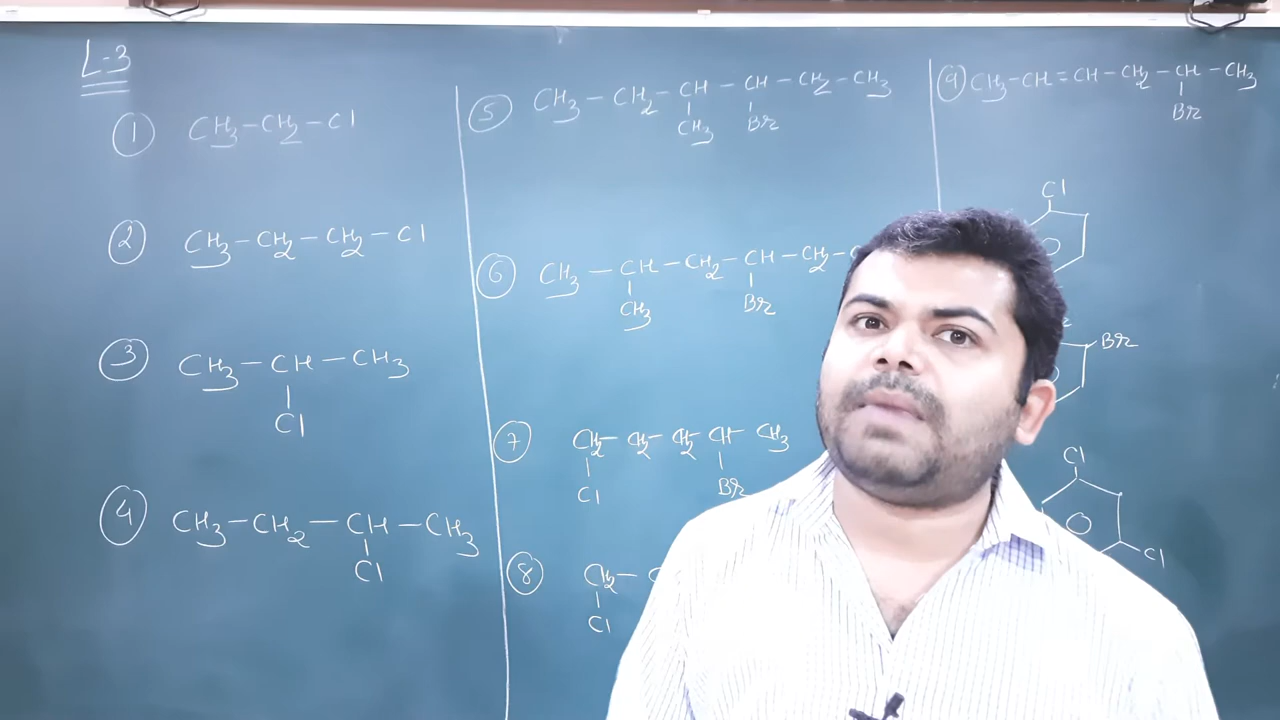 L-3
① CH3-CH2-Cl
② CH3-CH2-CH2-Cl
③ CH3-CH-CH3
Cl
④ CH3-CH2-CH-CH3
Cl
⑤ CH3-CH2-CH-CH-CH2-CH3
CH3 Br
⑥ CH3-CH-CH2-CH-CH2-
CH3 Br
⑦ CH2-CH2-CH2-CH-CH3
Cl Br
⑧ CH2-
Cl
⑨ CH3-CH=CH-CH2-CH-CH3
Br
Cl
Br
Cl
Cl